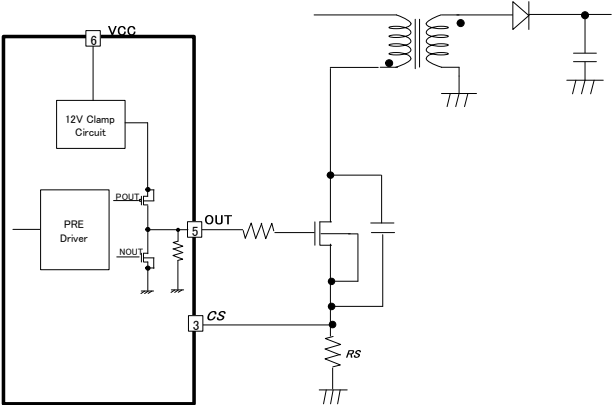 VCC
6
12V Clamp
Circuit
POUT
PRE
Driver
NOUT
OUT
5
CS
3
RS